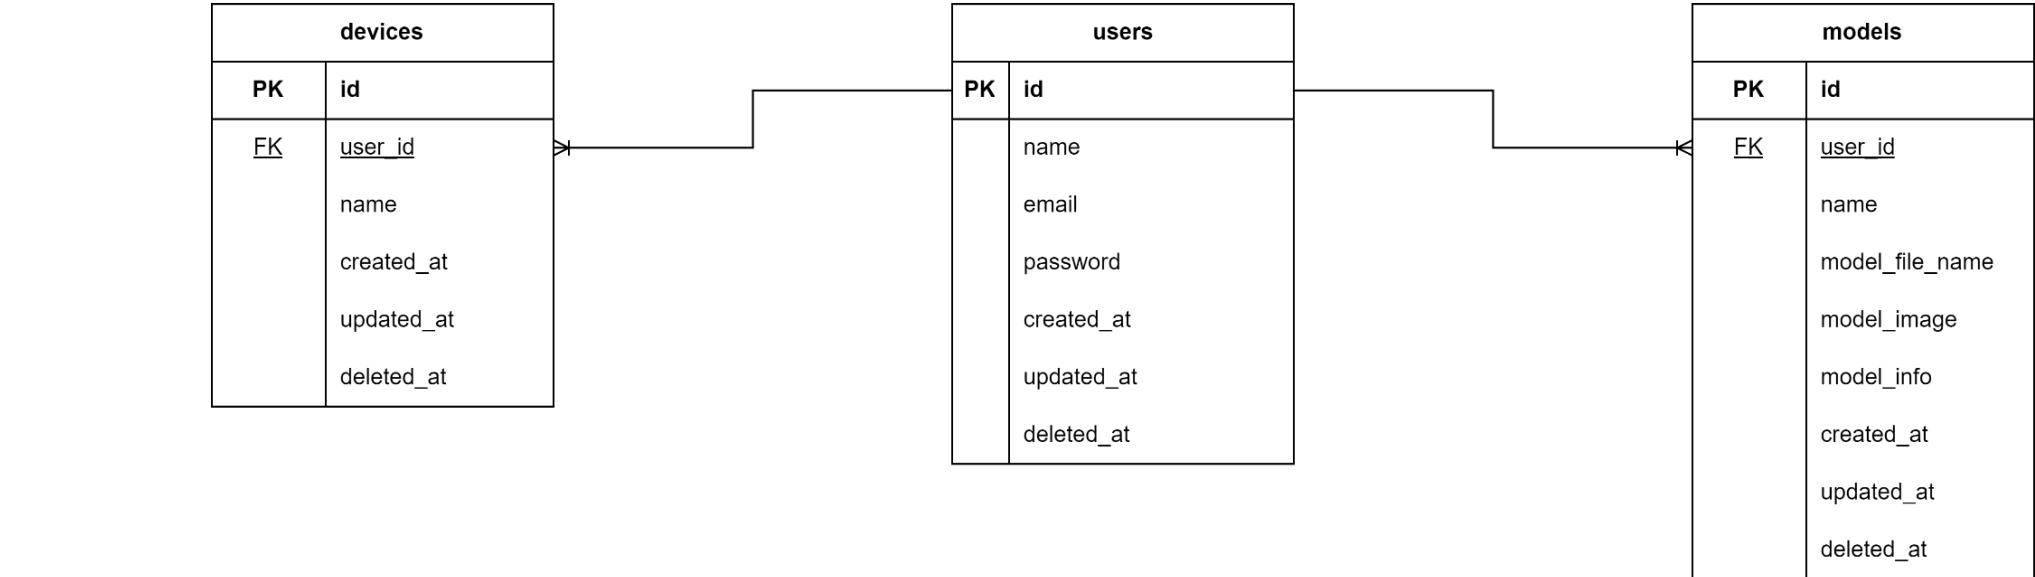 devices
PK id
FK user_id
name
created_at
updated_at
deleted_at
users
PK id
name
email
password
created_at
updated_at
deleted_at
models
PK id
FK user_id
name
model_file_name
model_image
model_info
created_at
updated_at
deleted_at